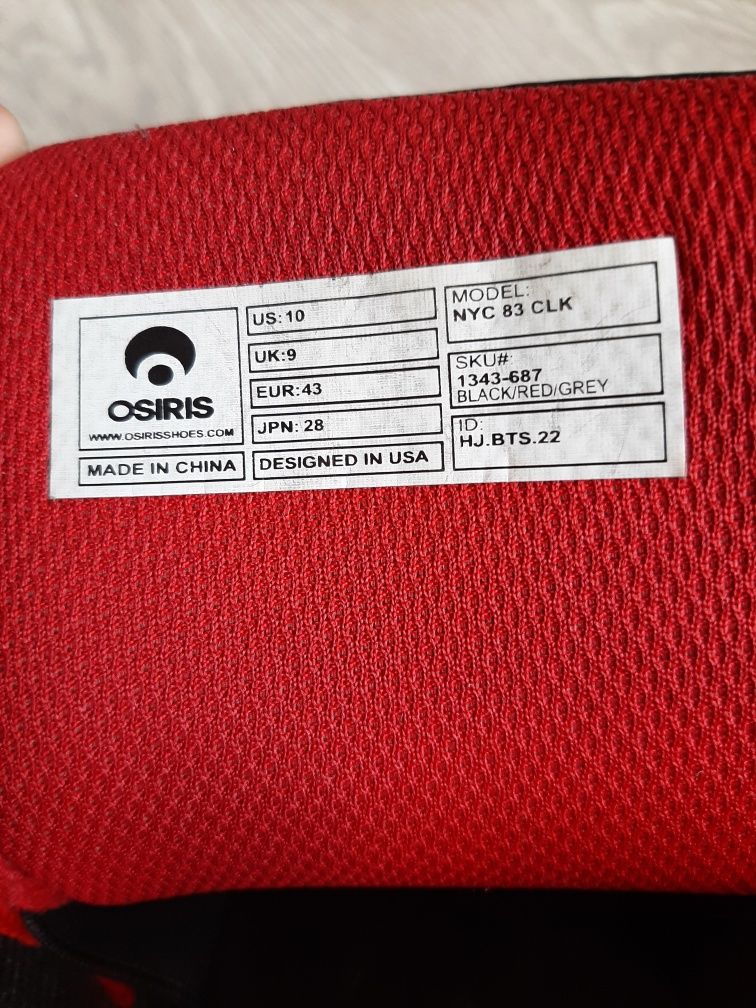 OSIRIS
WWW.OSIRISSHOES.COM
MADE IN CHINA
US: 10
UK:9
EUR: 43
JPN: 28
DESIGNED IN USA
MODEL:
NYC 83 CLK
SKU#:
1343-687
BLACK/RED/GREY
ID:
HJ.BTS.22